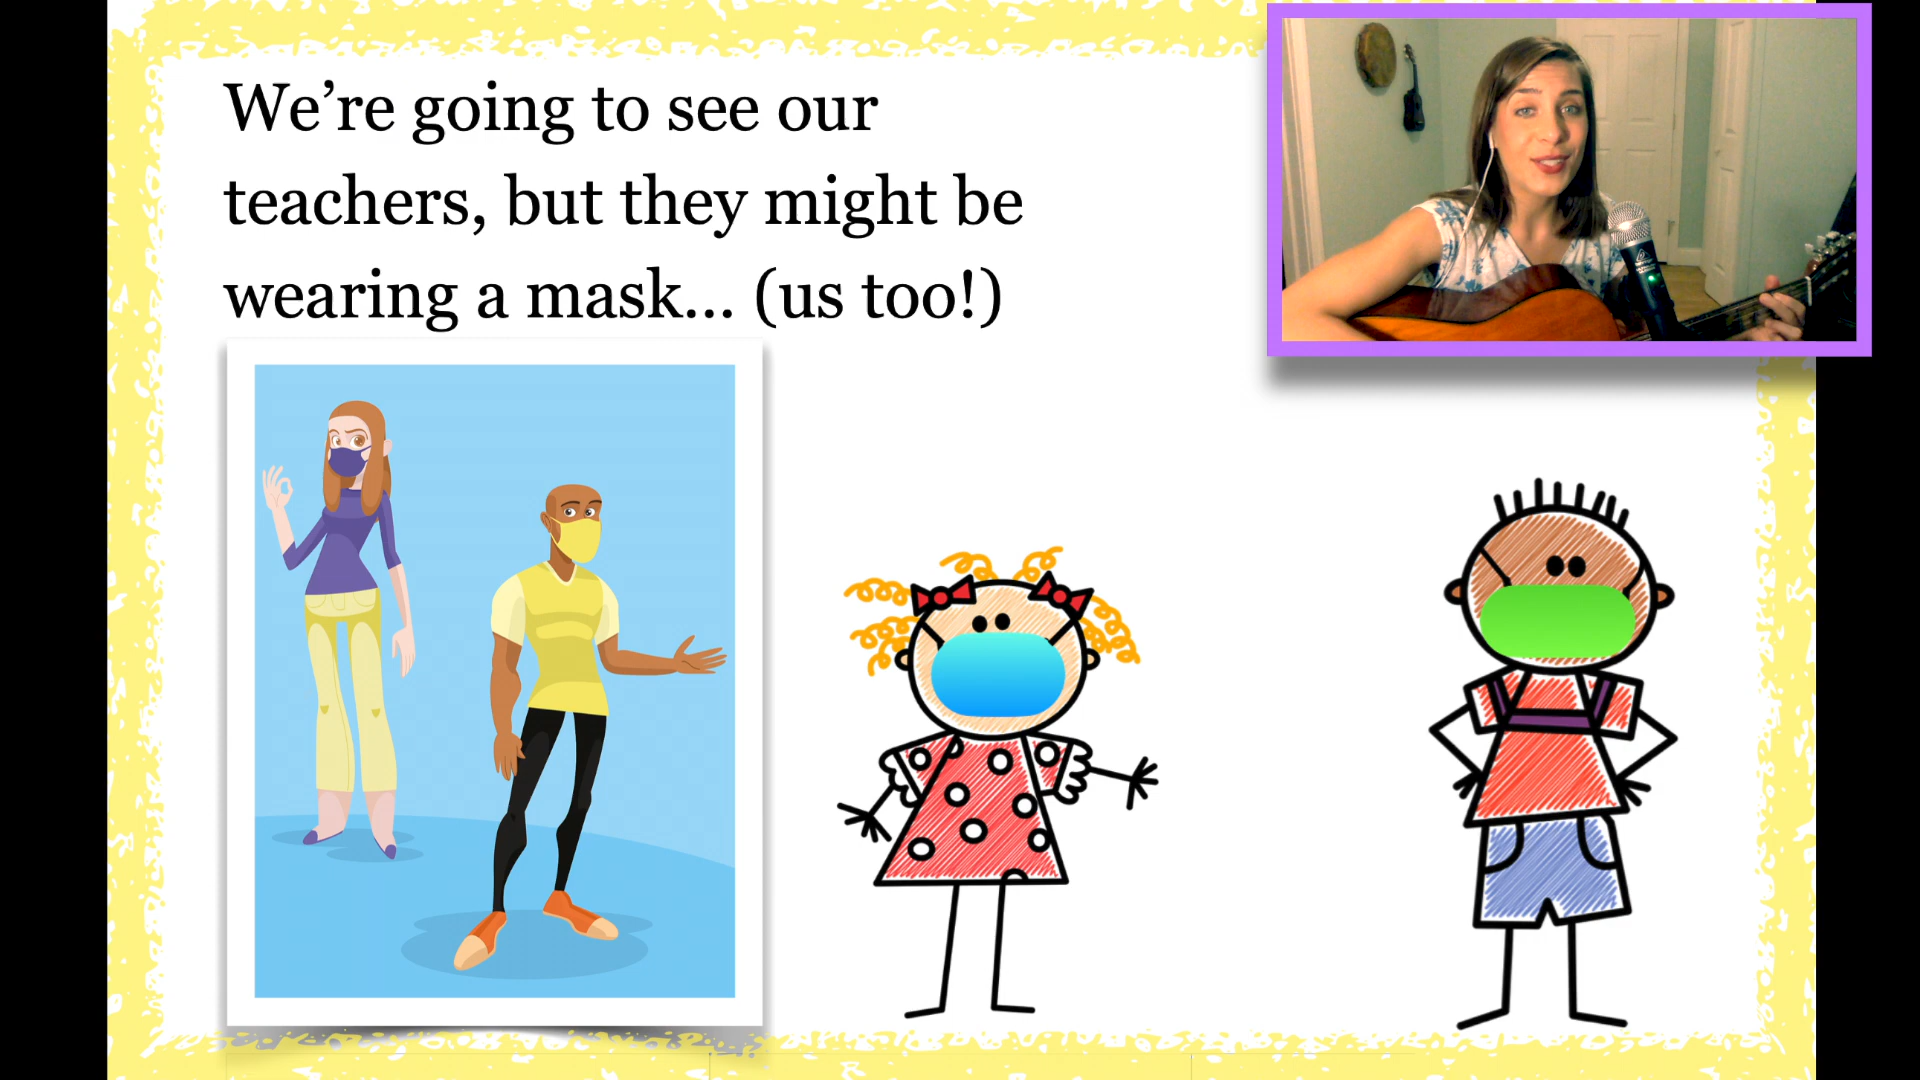 We’re going to see our
teachers, but they might be
wearing a mask... (us too!)